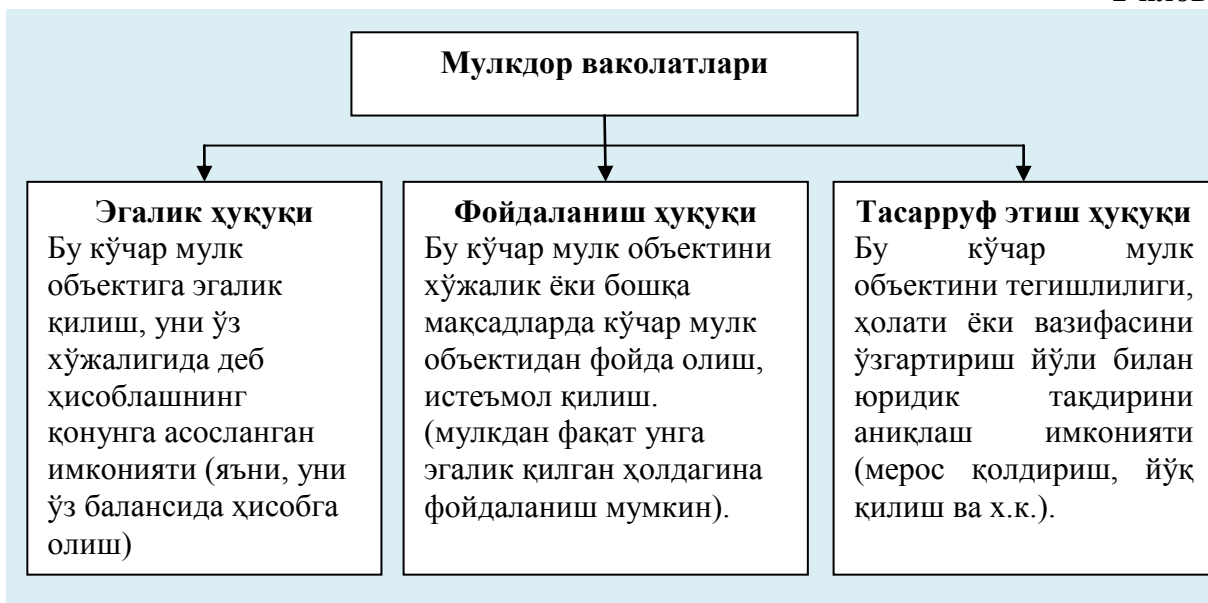 Мулкдор ваколатлари
Эгалик ҳуқуқи
Бу кўчар мулк
объектига эгалик
қилиш, уни ўз
хўжалигида деб
ҳисоблашнинг
қонунга асосланган
имконияти (яъни, уни
ўз балансида ҳисобга
олиш)
Фойдаланиш ҳуқуқи
Бу кўчар мулк объектини
хўжалик ёки бошқа
мақсадларда кўчар мулк
объектидан фойда олиш,
истеъмол қилиш.
(мулкдан фақат унга
эгалик қилган ҳолдагина
фойдаланиш мумкин).
Тасарруф этиш ҳуқуқи
Бу кўчар мулк
объектини тегишлилиги,
ҳолати ёки вазифасини
ўзгартириш йўли билан
юридик тақдирини
аниқлаш имконияти
(мерос қолдириш, йўқ
қилиш ва х.к.).